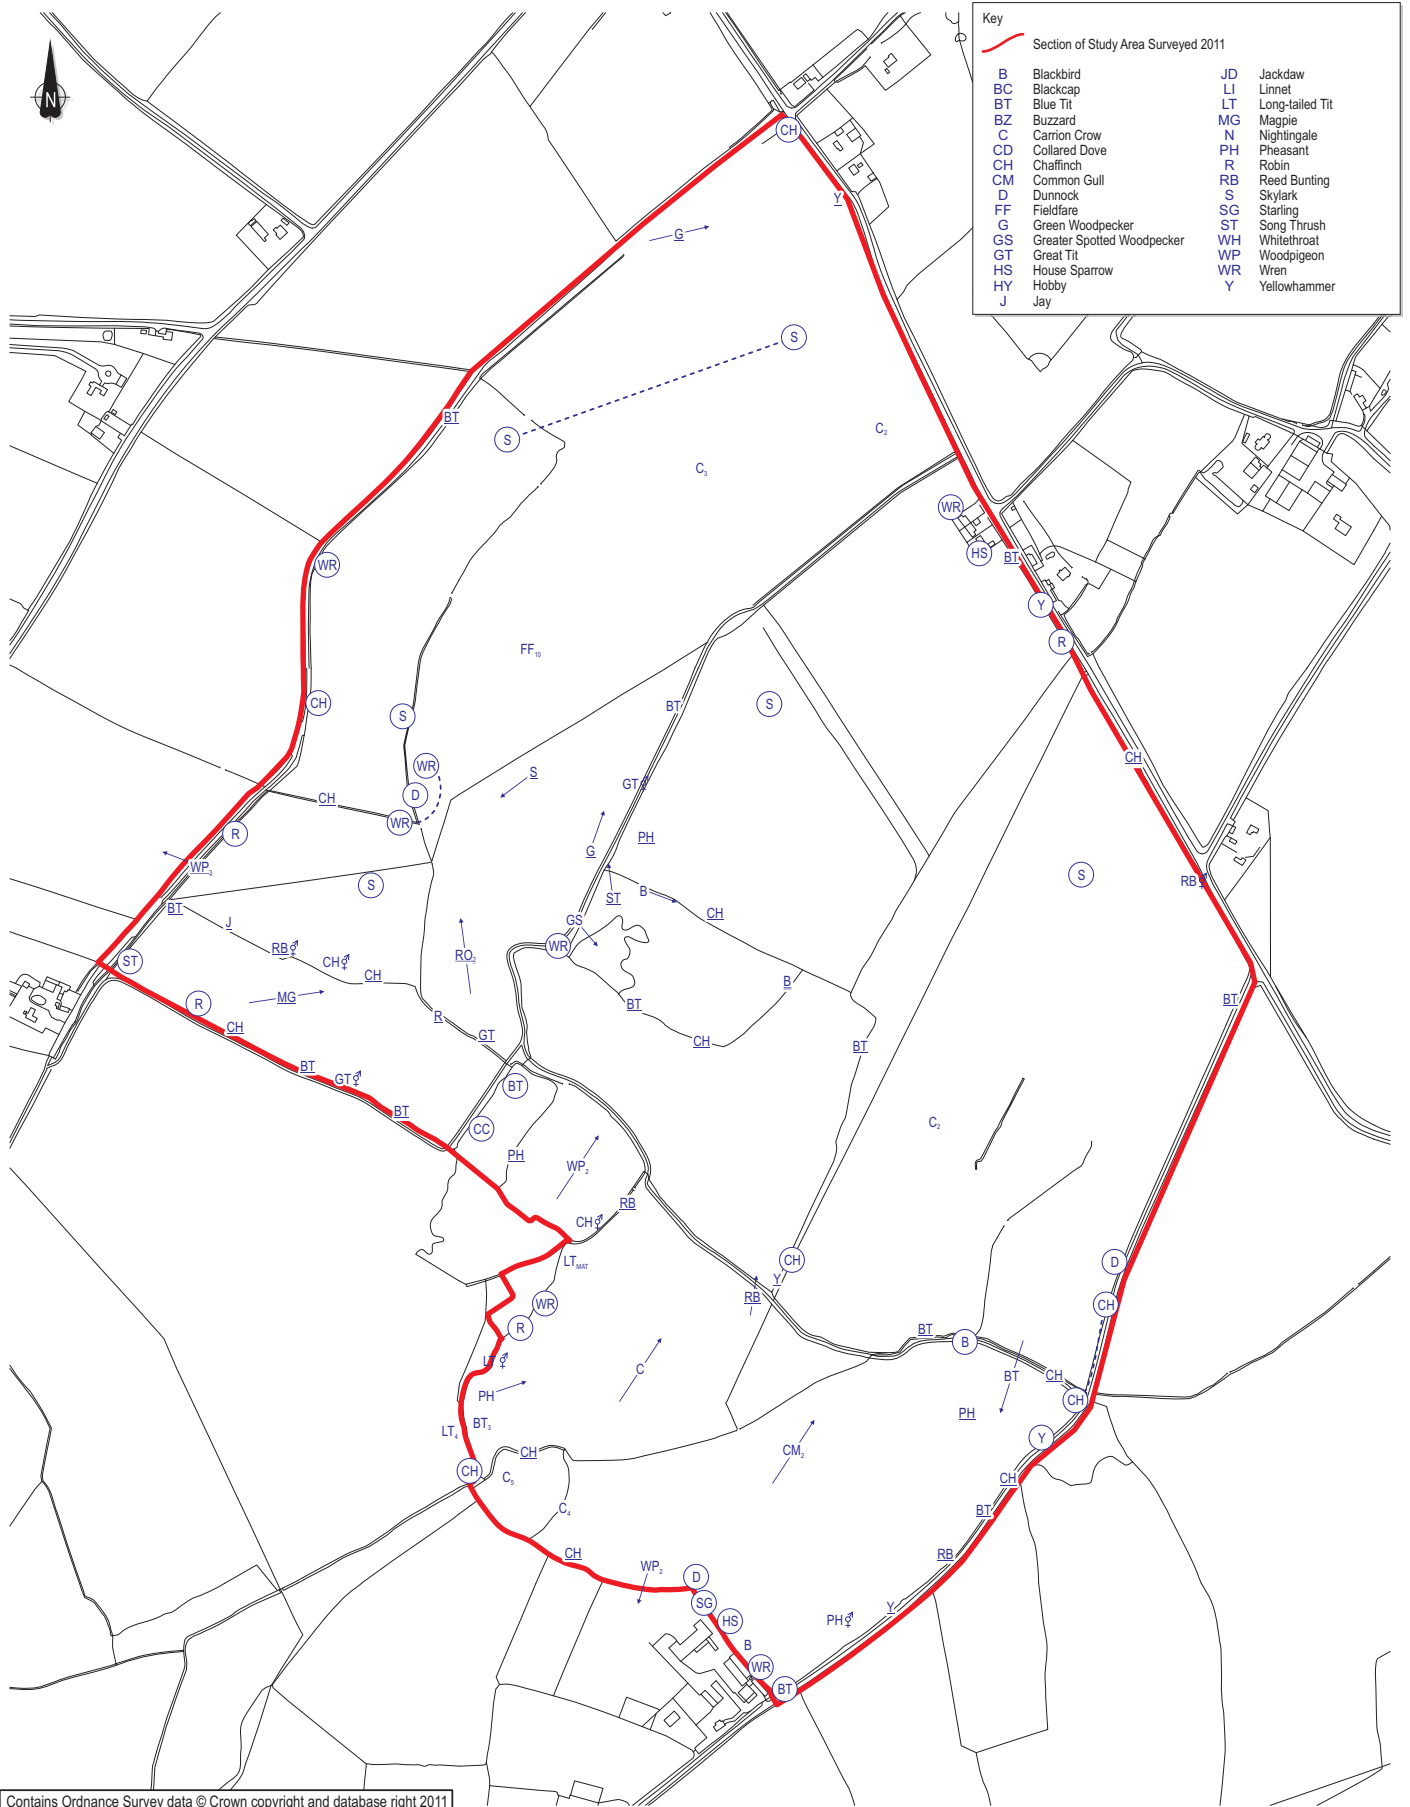 Key
Section of Study Area Surveyed 2011
B Blackbird
BC Blackcap
BT Blue Tit
BZ Buzzard
C Carrion Crow
CD Collared Dove
CH Chaffinch
CM Common Gull
D Dunnock
FF Fieldfare
G Green Woodpecker
GS Greater Spotted Woodpecker
GT Great Tit
HS House Sparrow
HY Hobby
J Jay
JD Jackdaw
LI Linnet
LT Long-tailed Tit
MG Magpie
N Nightingale
PH Pheasant
R Robin
RB Reed Bunting
S Skylark
SG Starling
ST Song Thrush
WH Whitethroat
WP Woodpigeon
WR Wren
Y Yellowhammer
N
CH
Y
G
S
BT
C2
S
C3
WR
HS
BT
WR
Y
R
FF10
CH
BT
S
S
CH
WR
S
GT⚥
D
CH
WR
R
PH
G
WP3
S
S
RB⚥
B
ST
BT
CH
J
GS
RB⚥
WR
RO2
ST
CH⚥
CH
B
MG
BT
R
BT
R
CH
GT
CH
BT
BT
GT⚥
BT
BT
CC
C2
PH
WP2
RB
CH⚥
LT MAT
CH
D
Y
RB
WR
CH
R
BT
B
LT⚥
C
BT
CH
PH
CH
PH
BT3
LT4
Y
CH
CM2
CH
C5
CH
C4
BT
CH
RB
WP2
D
SG
Y
HS
PH⚥
B
WR
BT
Contains Ordnance Survey data © Crown copyright and database right 2011